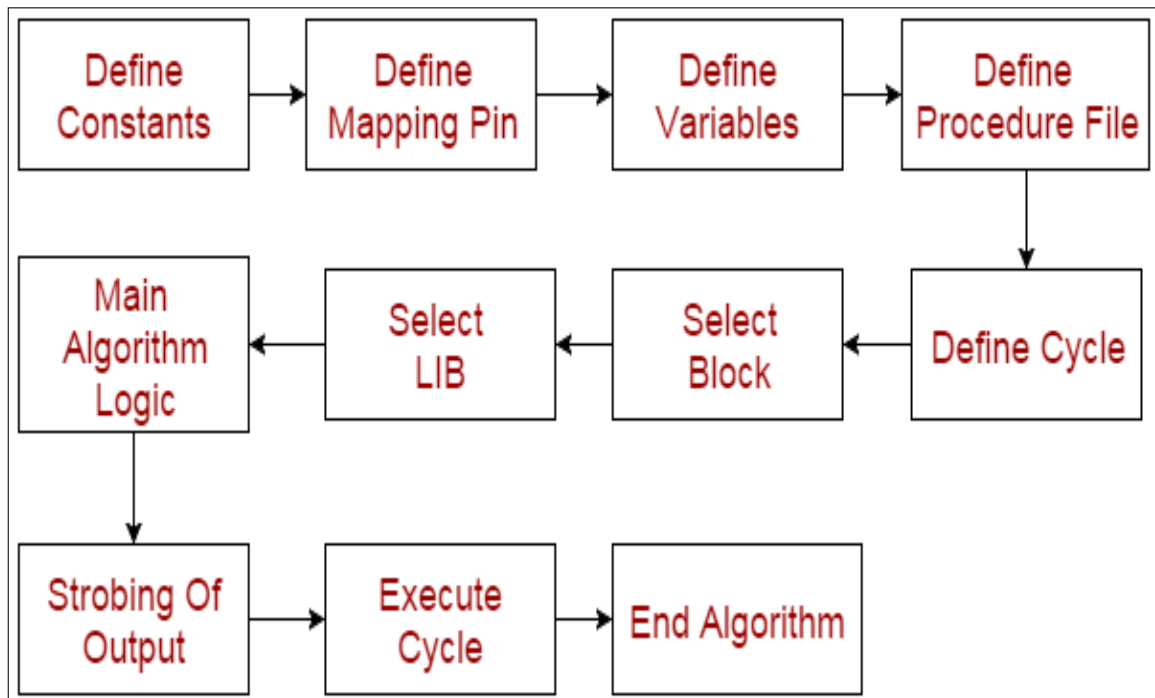 Define
Constants
Define
Mapping Pin
Define
Variables
Define
Procedure File
Main
Algorithm
Logic
Select
LIB
Select
Block
Define Cycle
Strobing Of
Output
Execute
Cycle
End Algorithm